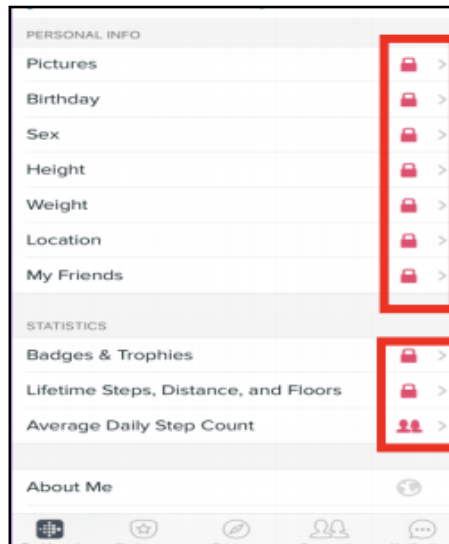 PERSONAL INFO
Pictures
Birthday
Sex
Height
Weight
Location
My Friends
STATISTICS
Badges & Trophies
Lifetime Steps, Distance, and Floors
Average Daily Step Count
About Me